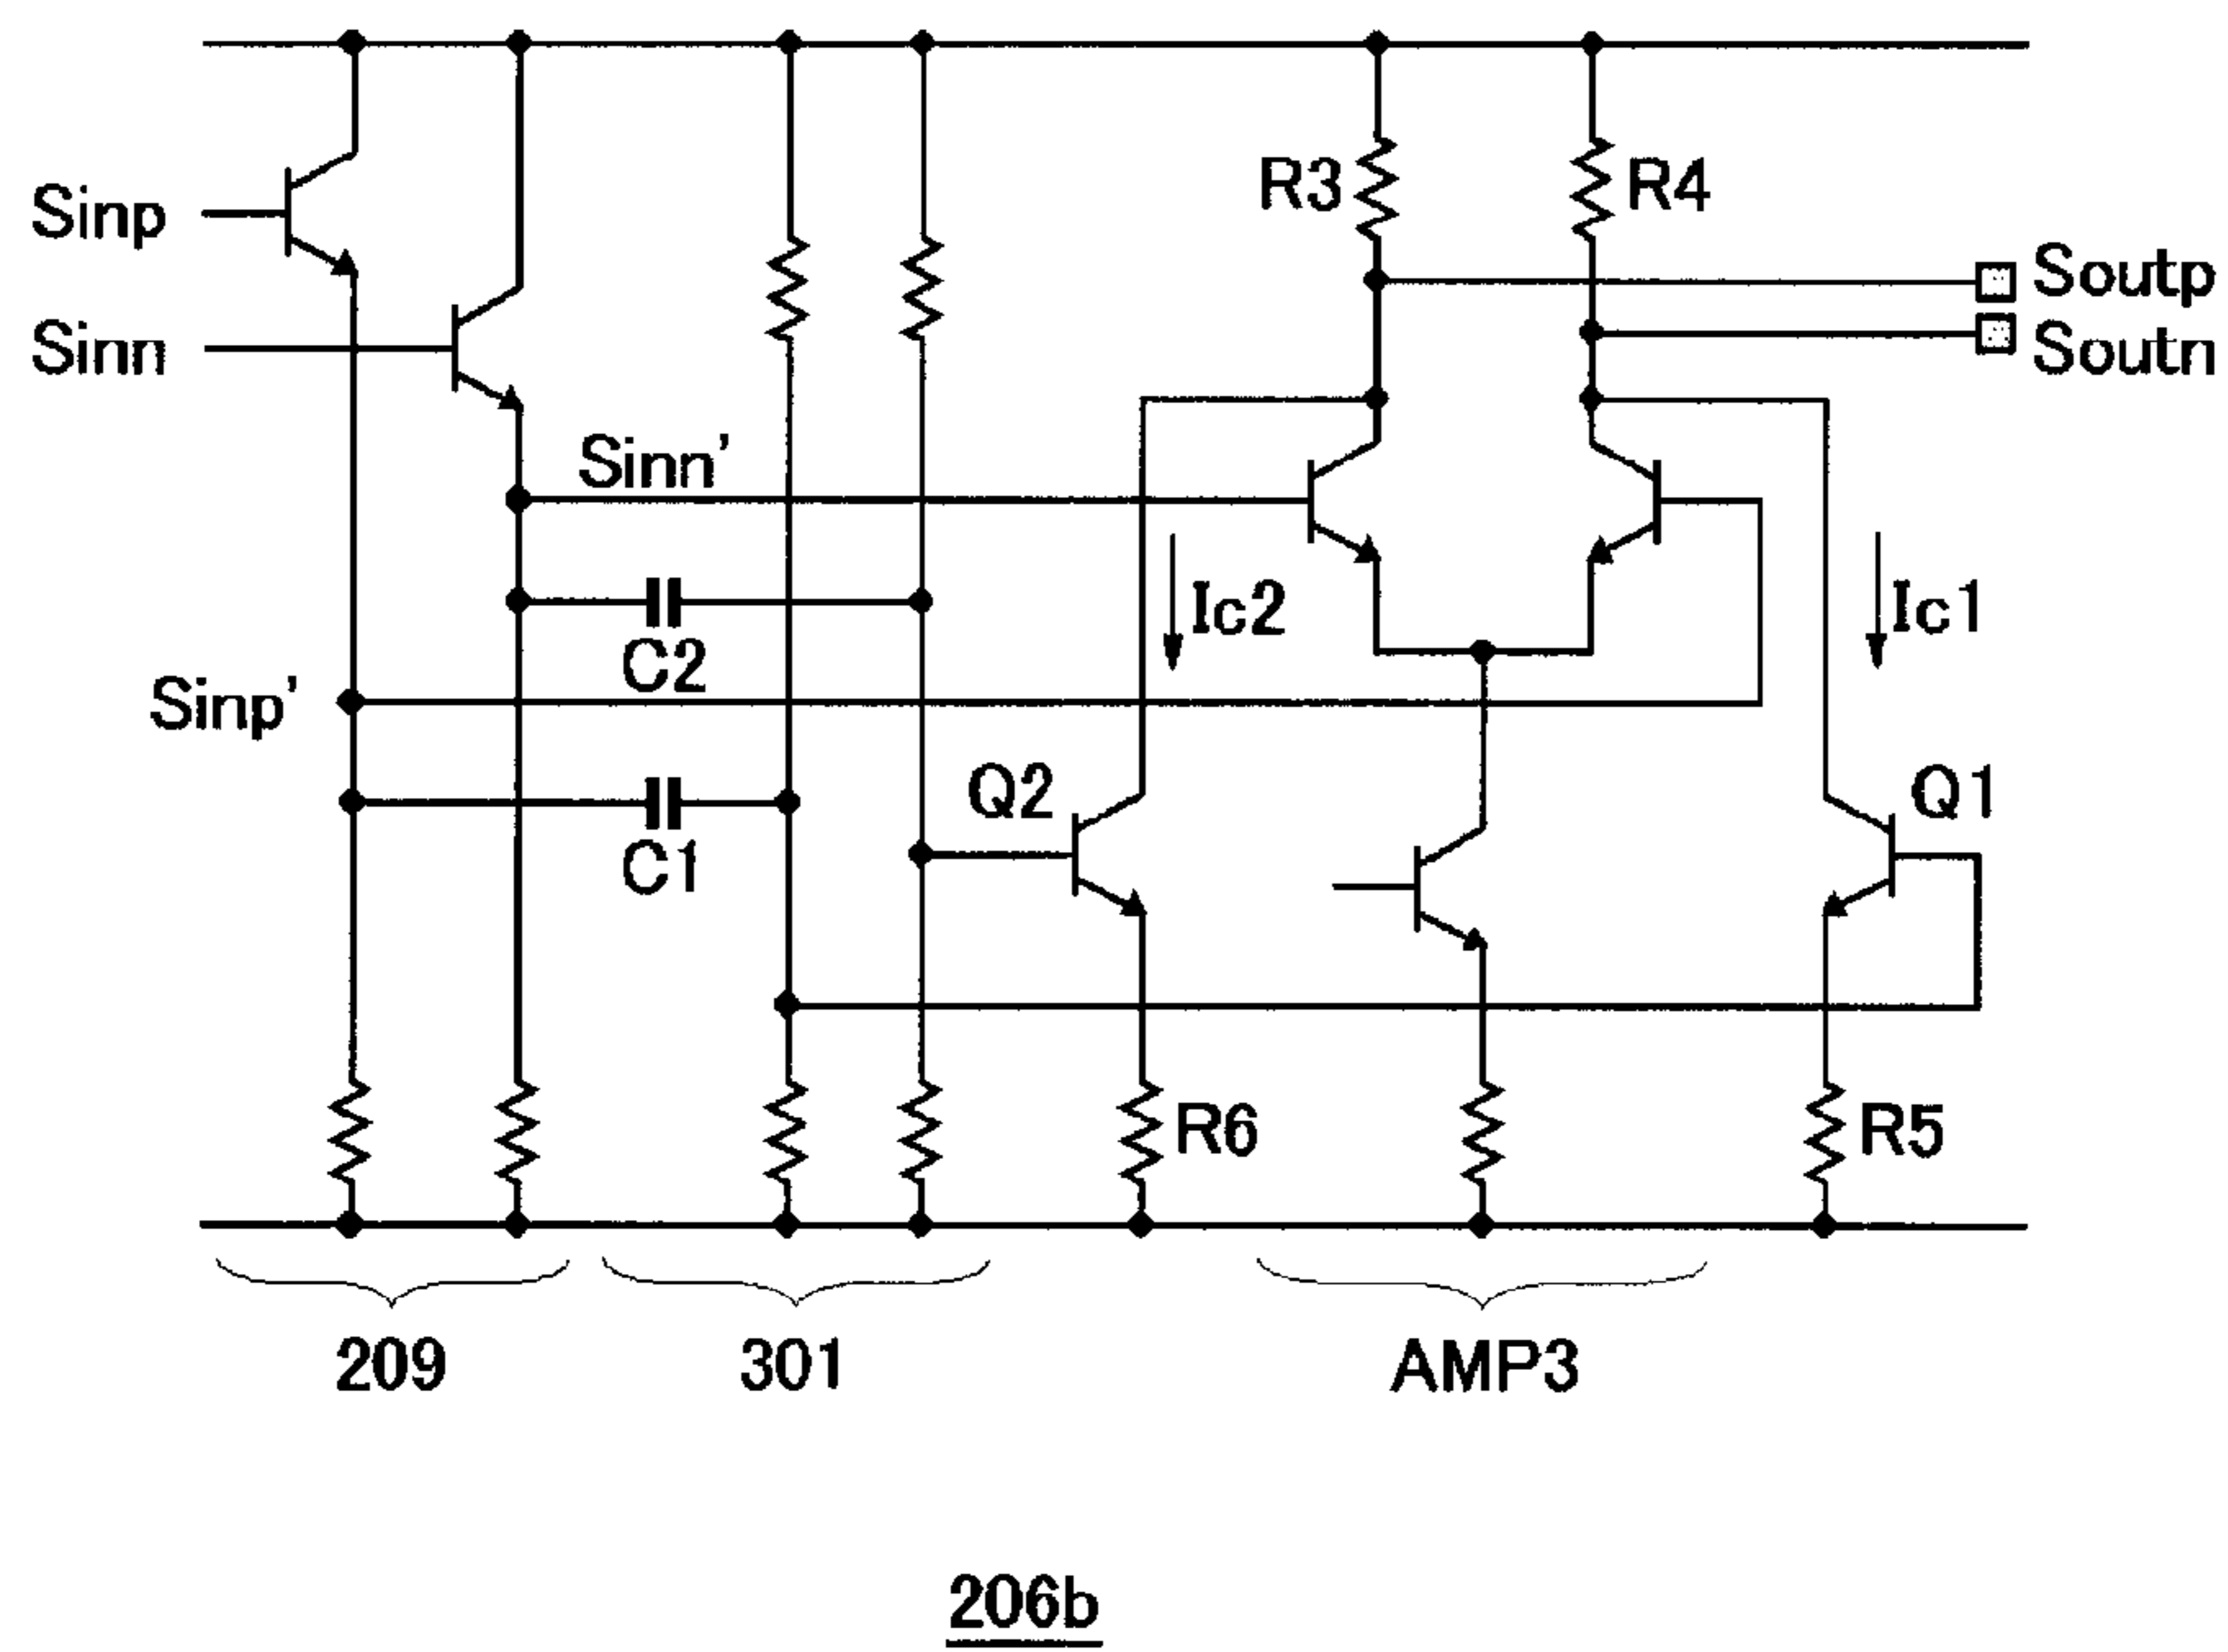 Sinp
Sinn
R3
R4
Soutp
Soutn
Sinn'
C2
Ic2
Ic1
Sinp'
Q2
Q1
C1
R6
R5
209
301
AMP3
206b